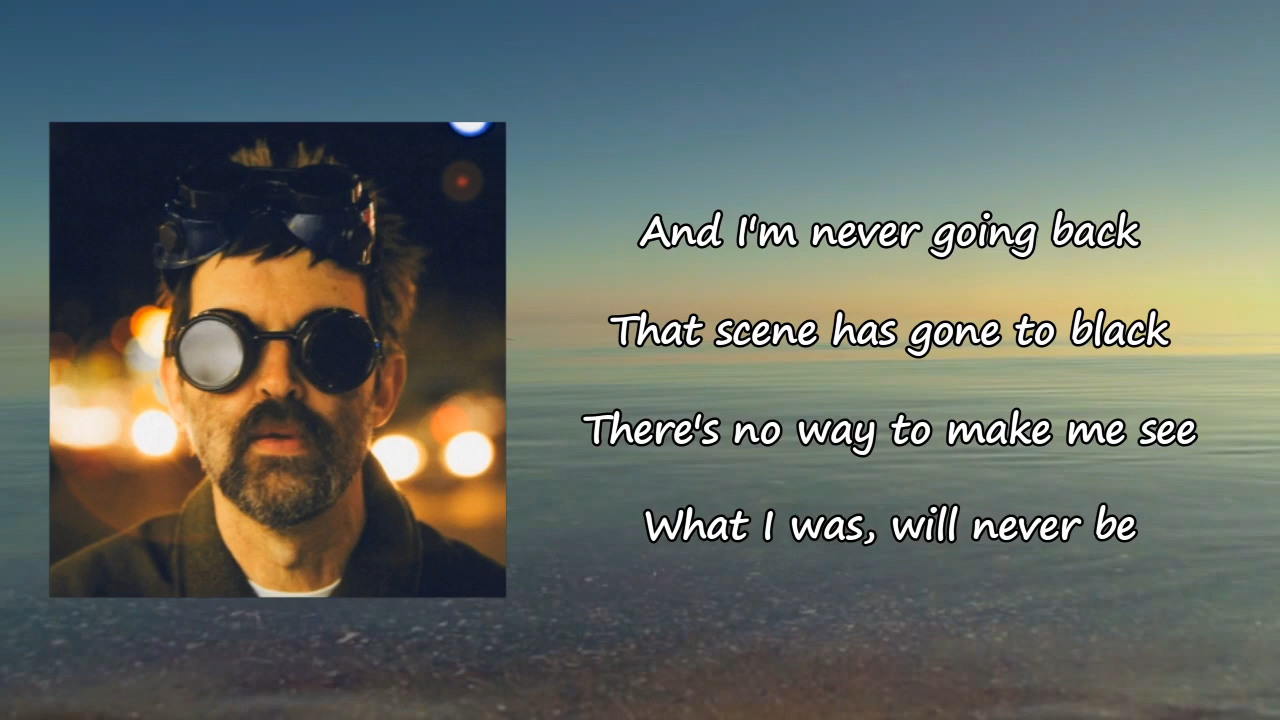 And I'm never going back
That scene has gone to black
There's no way to make me see
What I was, will never be